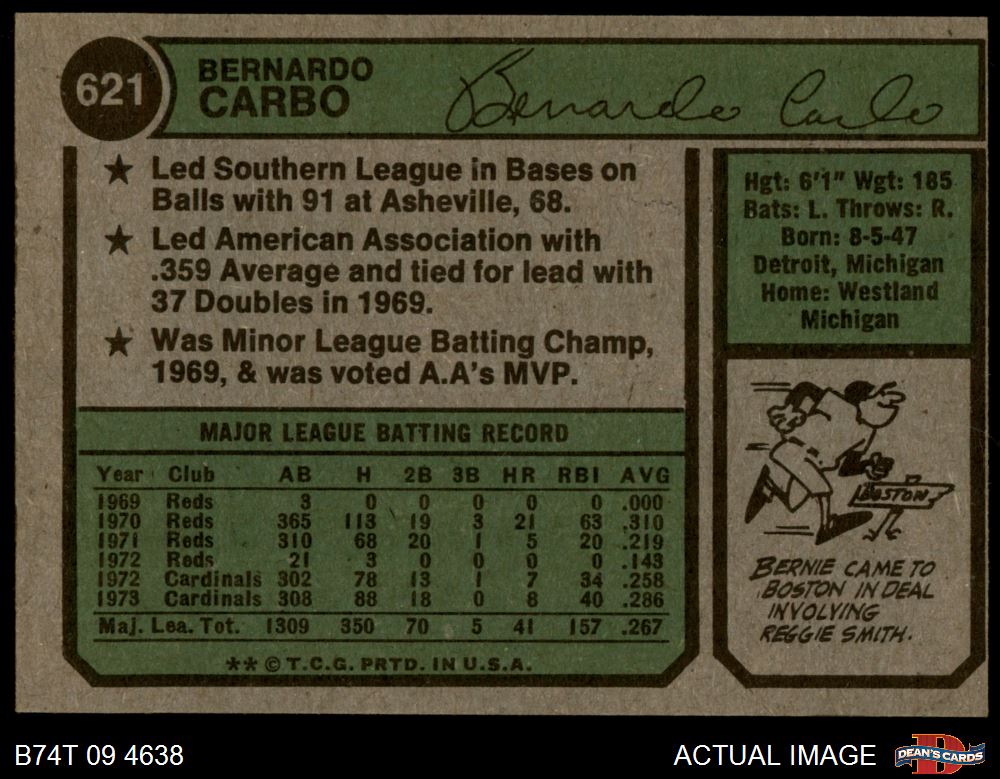 621
BERNARDO
CARBO
Bernardo Carbo
★ Led Southern League in Bases on
Balls with 91 at Asheville, 68.
★ Led American Association with
.359 Average and tied for lead with
37 Doubles in 1969.
★ Was Minor League Batting Champ,
1969, & was voted A.A's MVP.
Hgt: 6'1" Wgt: 185
Bats: L. Throws: R.
Born: 8-5-47
Detroit, Michigan
Home: Westland
Michigan
MAJOR LEAGUE BATTING RECORD
Year Club AB H 2B 3B HR RBI AVG
1969 Reds 3 0 0 0 0 0 .000
1970 Reds 365 113 19 3 21 63 .310
1971 Reds 310 68 20 1 5 20 .219
1972 Reds 21 3 0 0 0 0 .143
1972 Cardinals 302 78 13 1 7 34 .258
1973 Cardinals 308 88 18 0 8 40 .286
Maj. Lea. Tot. 1309 350 70 5 41 157 .267
** © T.C.G. PRTD. IN U.S.A.
BOSTON
BERNIE CAME TO
BOSTON IN DEAL
INVOLVING
REGGIE SMITH.
B74T 09 4638
ACTUAL IMAGE
DEAN'S CARDS